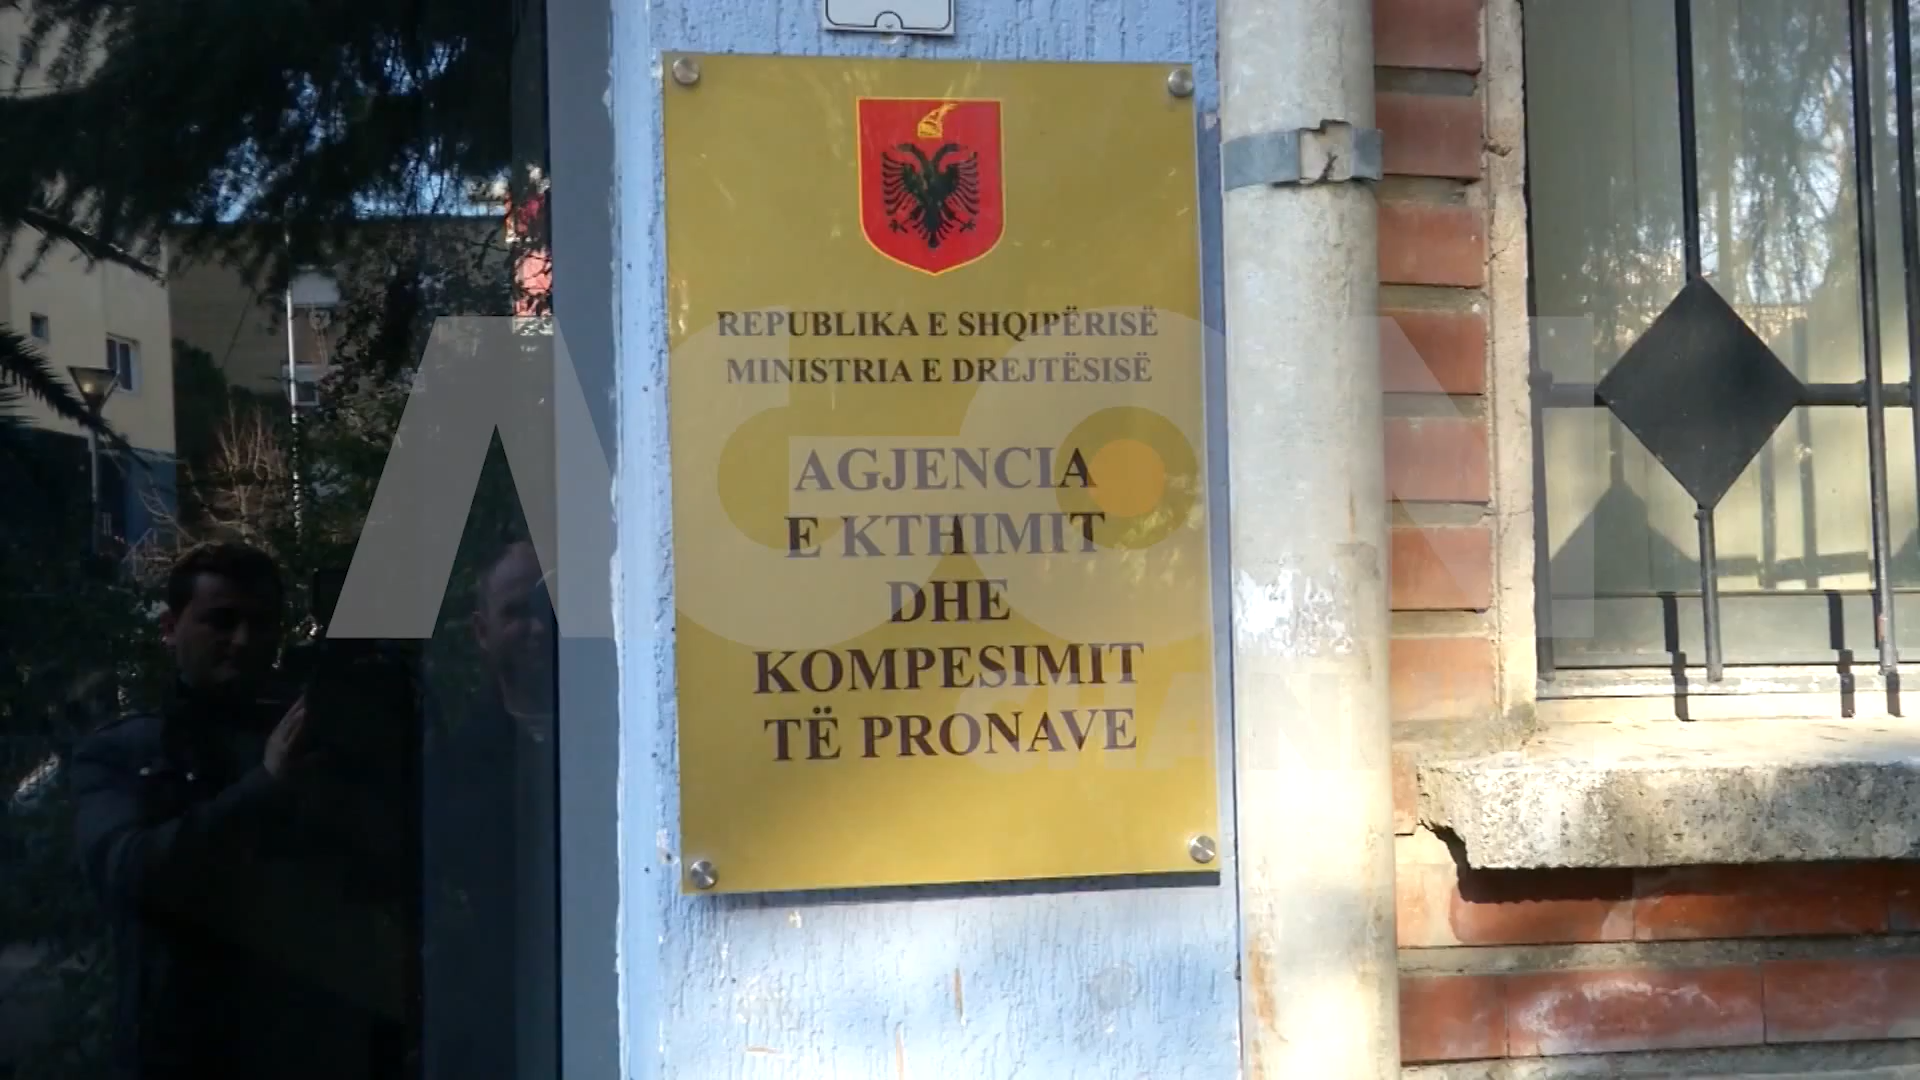 REPUBLIKA E SHQIPËRISË
MINISTRIA E DREJTËSISË
AGJENCIA
E KTHIMIT
DHE
KOMPESIMIT
TË PRONAVE